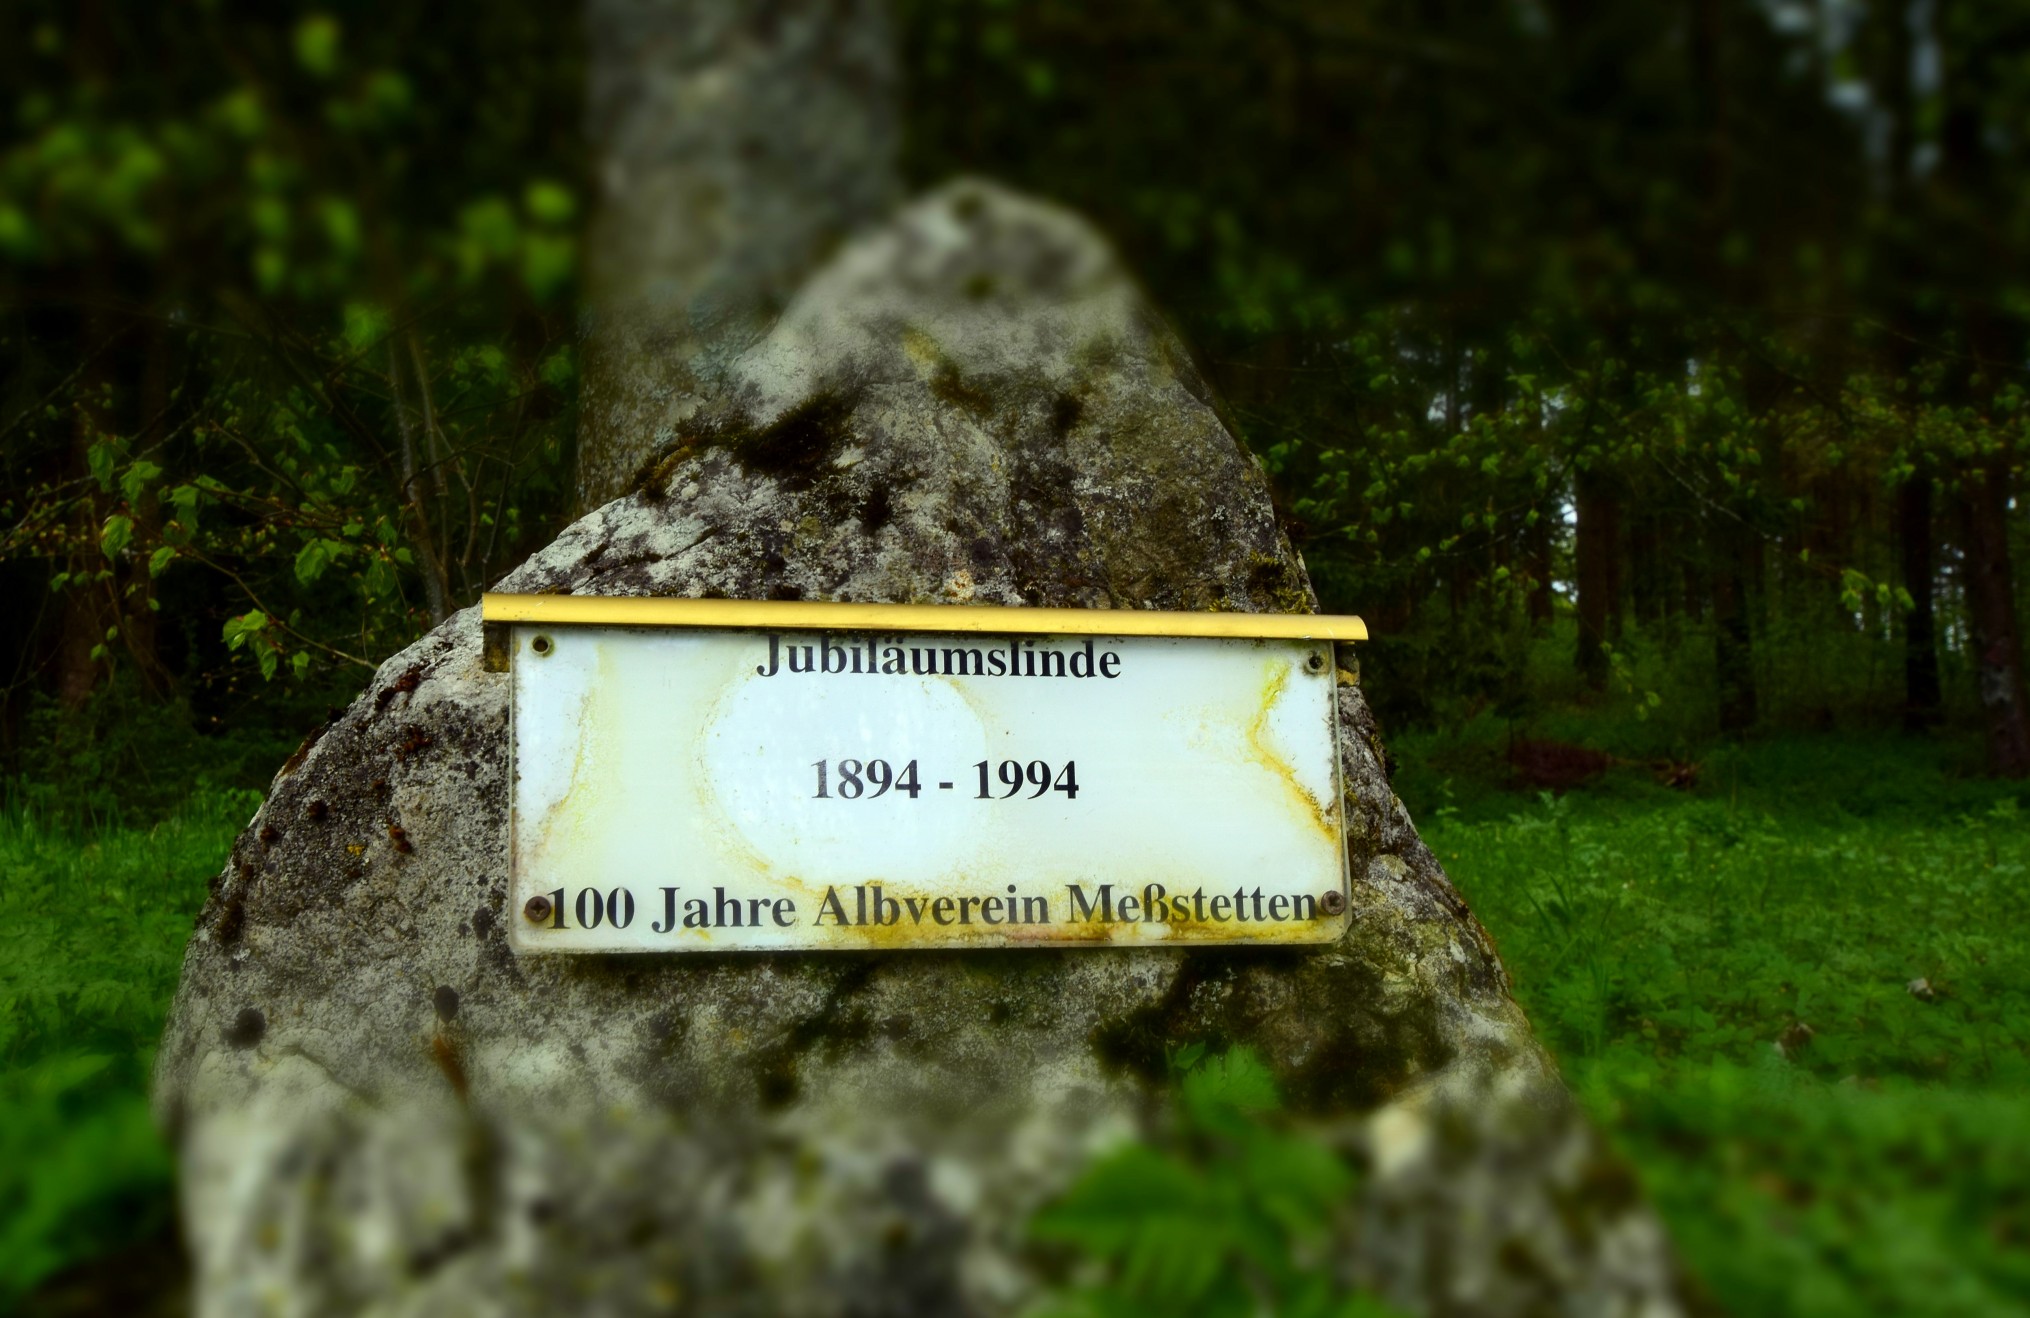 Jubiläumslinde
1894 - 1994
100 Jahre Albverein Meßstetten